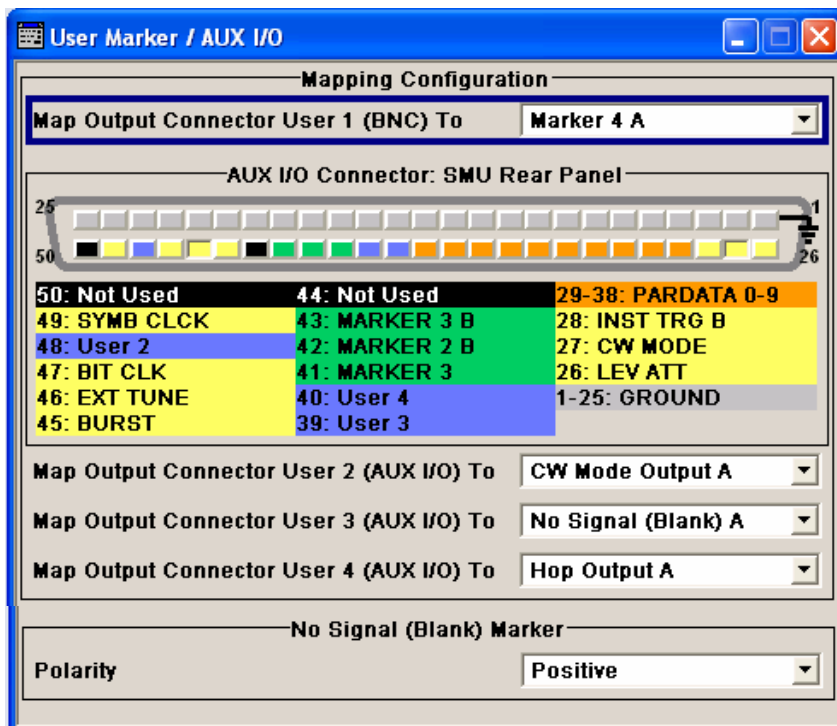 User Marker / AUX I/O
Mapping Configuration
Map Output Connector User 1 (BNC) To Marker 4 A
AUX I/O Connector: SMU Rear Panel
25 1
50 26
50: Not Used 44: Not Used 29-38: PARDATA 0-9
49: SYMB CLCK 43: MARKER 3 B 28: INST TRG B
48: User 2 42: MARKER 2 B 27: CW MODE
47: BIT CLK 41: MARKER 3 26: LEV ATT
46: EXT TUNE 40: User 4 1-25: GROUND
45: BURST 39: User 3
Map Output Connector User 2 (AUX I/O) To CW Mode Output A
Map Output Connector User 3 (AUX I/O) To No Signal (Blank) A
Map Output Connector User 4 (AUX I/O) To Hop Output A
No Signal (Blank) Marker
Polarity Positive